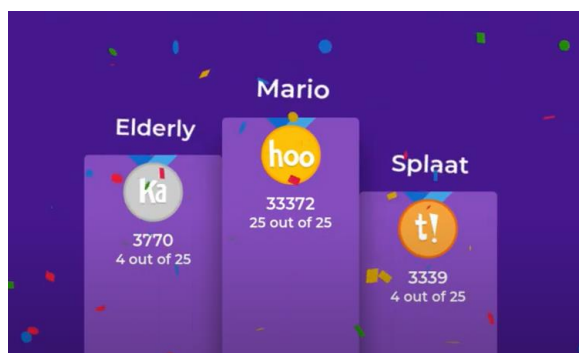 Mario
Elderly
Splaat
Ka
hoo
t!
3770
4 out of 25
33372
25 out of 25
3339
4 out of 25